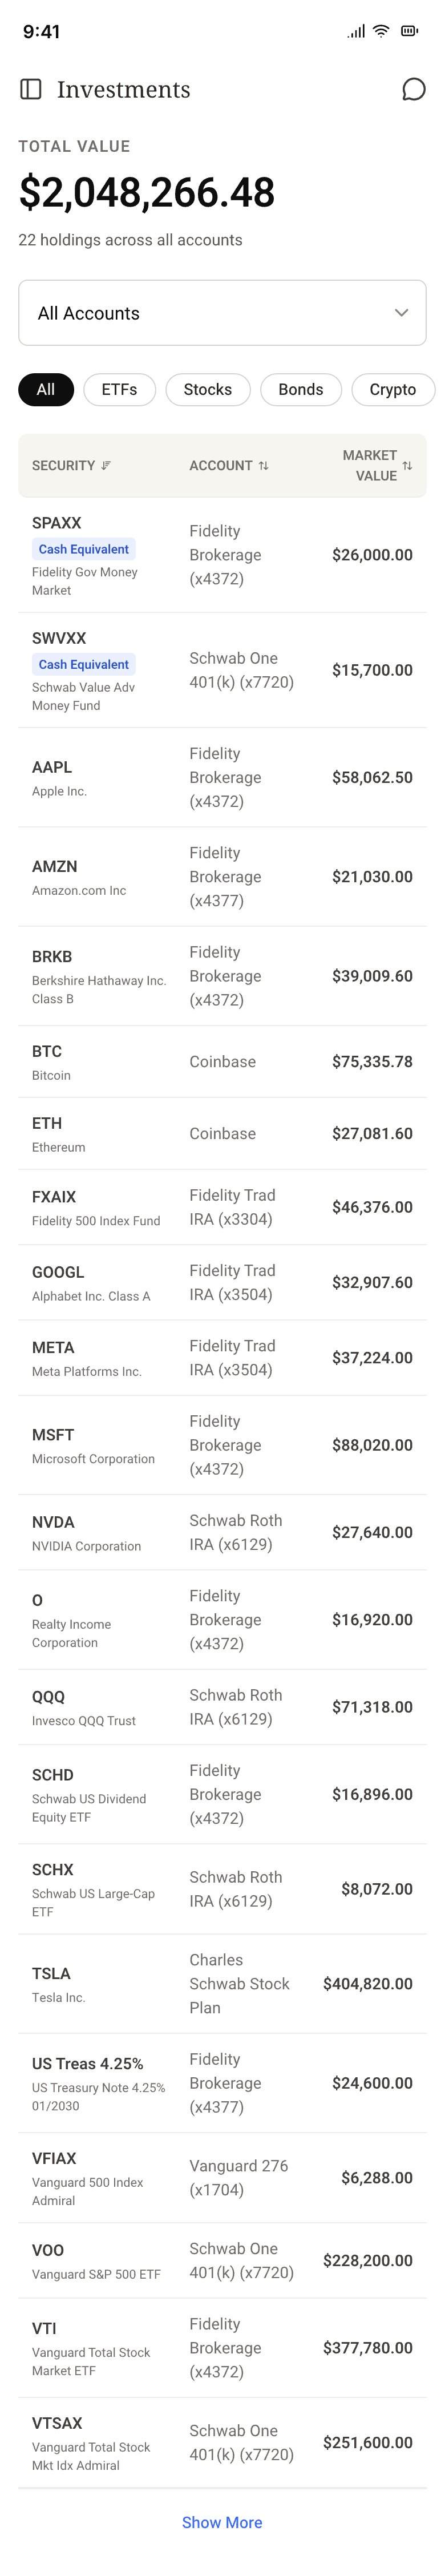 9:41
Investments
TOTAL VALUE
$2,048,266.48
22 holdings across all accounts
All Accounts
All ETFs Stocks Bonds Crypto
SECURITY ACCOUNT MARKET VALUE
SPAXX
Cash Equivalent
Fidelity Gov Money
Market
Fidelity
Brokerage
(x4372)
$26,000.00
SWVXX
Cash Equivalent
Schwab Value Adv
Money Fund
Schwab One
401(k) (x7720)
$15,700.00
AAPL
Apple Inc.
Fidelity
Brokerage
(x4372)
$58,062.50
AMZN
Amazon.com Inc
Fidelity
Brokerage
(x4377)
$21,030.00
BRKB
Berkshire Hathaway Inc.
Class B
Fidelity
Brokerage
(x4372)
$39,009.60
BTC
Bitcoin
Coinbase
$75,335.78
ETH
Ethereum
Coinbase
$27,081.60
FXAIX
Fidelity 500 Index Fund
Fidelity Trad
IRA (x3304)
$46,376.00
GOOGL
Alphabet Inc. Class A
Fidelity Trad
IRA (x3504)
$32,907.60
META
Meta Platforms Inc.
Fidelity Trad
IRA (x3504)
$37,224.00
MSFT
Microsoft Corporation
Fidelity
Brokerage
(x4372)
$88,020.00
NVDA
NVIDIA Corporation
Schwab Roth
IRA (x6129)
$27,640.00
O
Realty Income
Corporation
Fidelity
Brokerage
(x4372)
$16,920.00
QQQ
Invesco QQQ Trust
Schwab Roth
IRA (x6129)
$71,318.00
SCHD
Schwab US Dividend
Equity ETF
Fidelity
Brokerage
(x4372)
$16,896.00
SCHX
Schwab US Large-Cap
ETF
Schwab Roth
IRA (x6129)
$8,072.00
TSLA
Tesla Inc.
Charles
Schwab Stock
Plan
$404,820.00
US Treas 4.25%
US Treasury Note 4.25%
01/2030
Fidelity
Brokerage
(x4377)
$24,600.00
VFIAX
Vanguard 500 Index
Admiral
Vanguard 276
(x1704)
$6,288.00
VOO
Vanguard S&P 500 ETF
Schwab One
401(k) (x7720)
$228,200.00
VTI
Vanguard Total Stock
Market ETF
Fidelity
Brokerage
(x4372)
$377,780.00
VTSAX
Vanguard Total Stock
Mkt Idx Admiral
Schwab One
401(k) (x7720)
$251,600.00
Show More